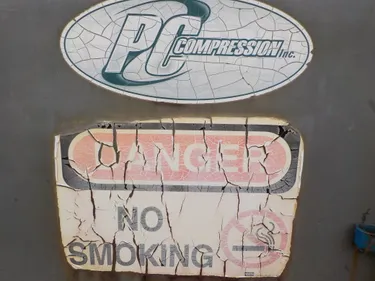 PC COMPRESSION Inc.
DANGER
NO
SMOKING